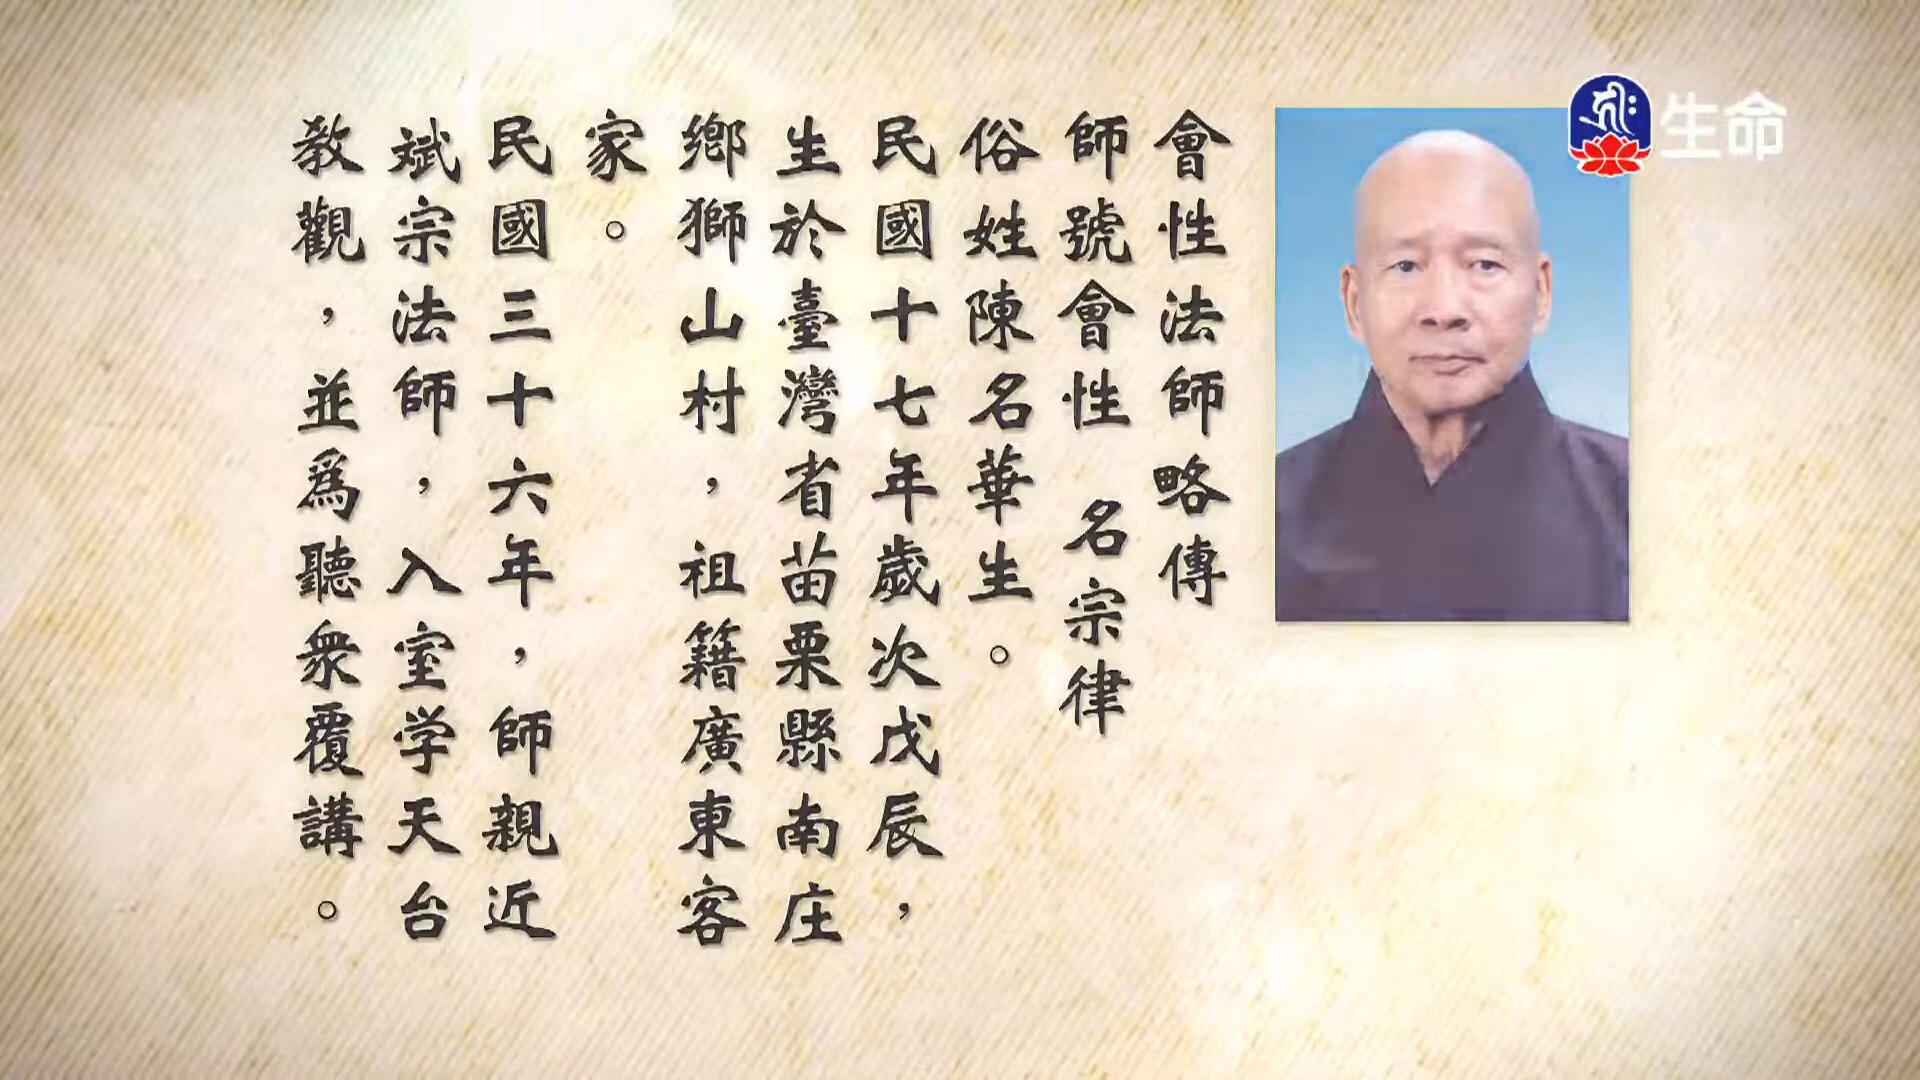 會性法師略傳
師號會性 名宗律
俗姓陳名華生。
民國十七年歲次戊辰，
生於臺灣省苗栗縣南庄
鄉獅山村，祖籍廣東客
家。
民國三十六年，師親近
斌宗法師，入室学天台
教觀，並為聽衆覆講。
生命